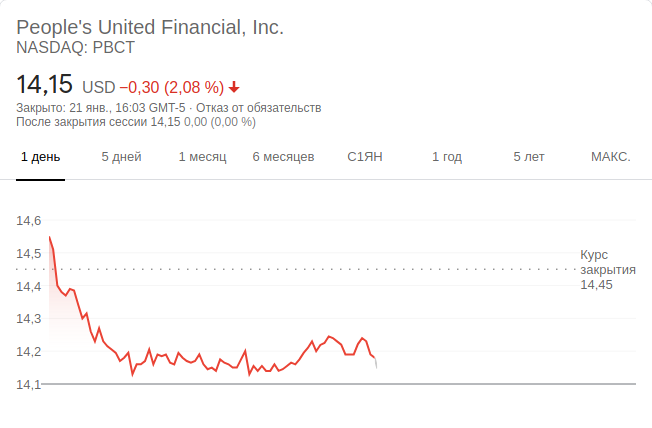 People's United Financial, Inc.
NASDAQ: PBCT
14,15 USD −0,30 (2,08 %)
Закрыто: 21 янв., 16:03 GMT-5 · Отказ от обязательств
После закрытия сессии 14,15 0,00 (0,00 %)
1 день 5 дней 1 месяц 6 месяцев С1ЯН 1 год 5 лет МАКС.
14,6
14,5
14,4
14,3
14,2
14,1
Курс
закрытия
14,45